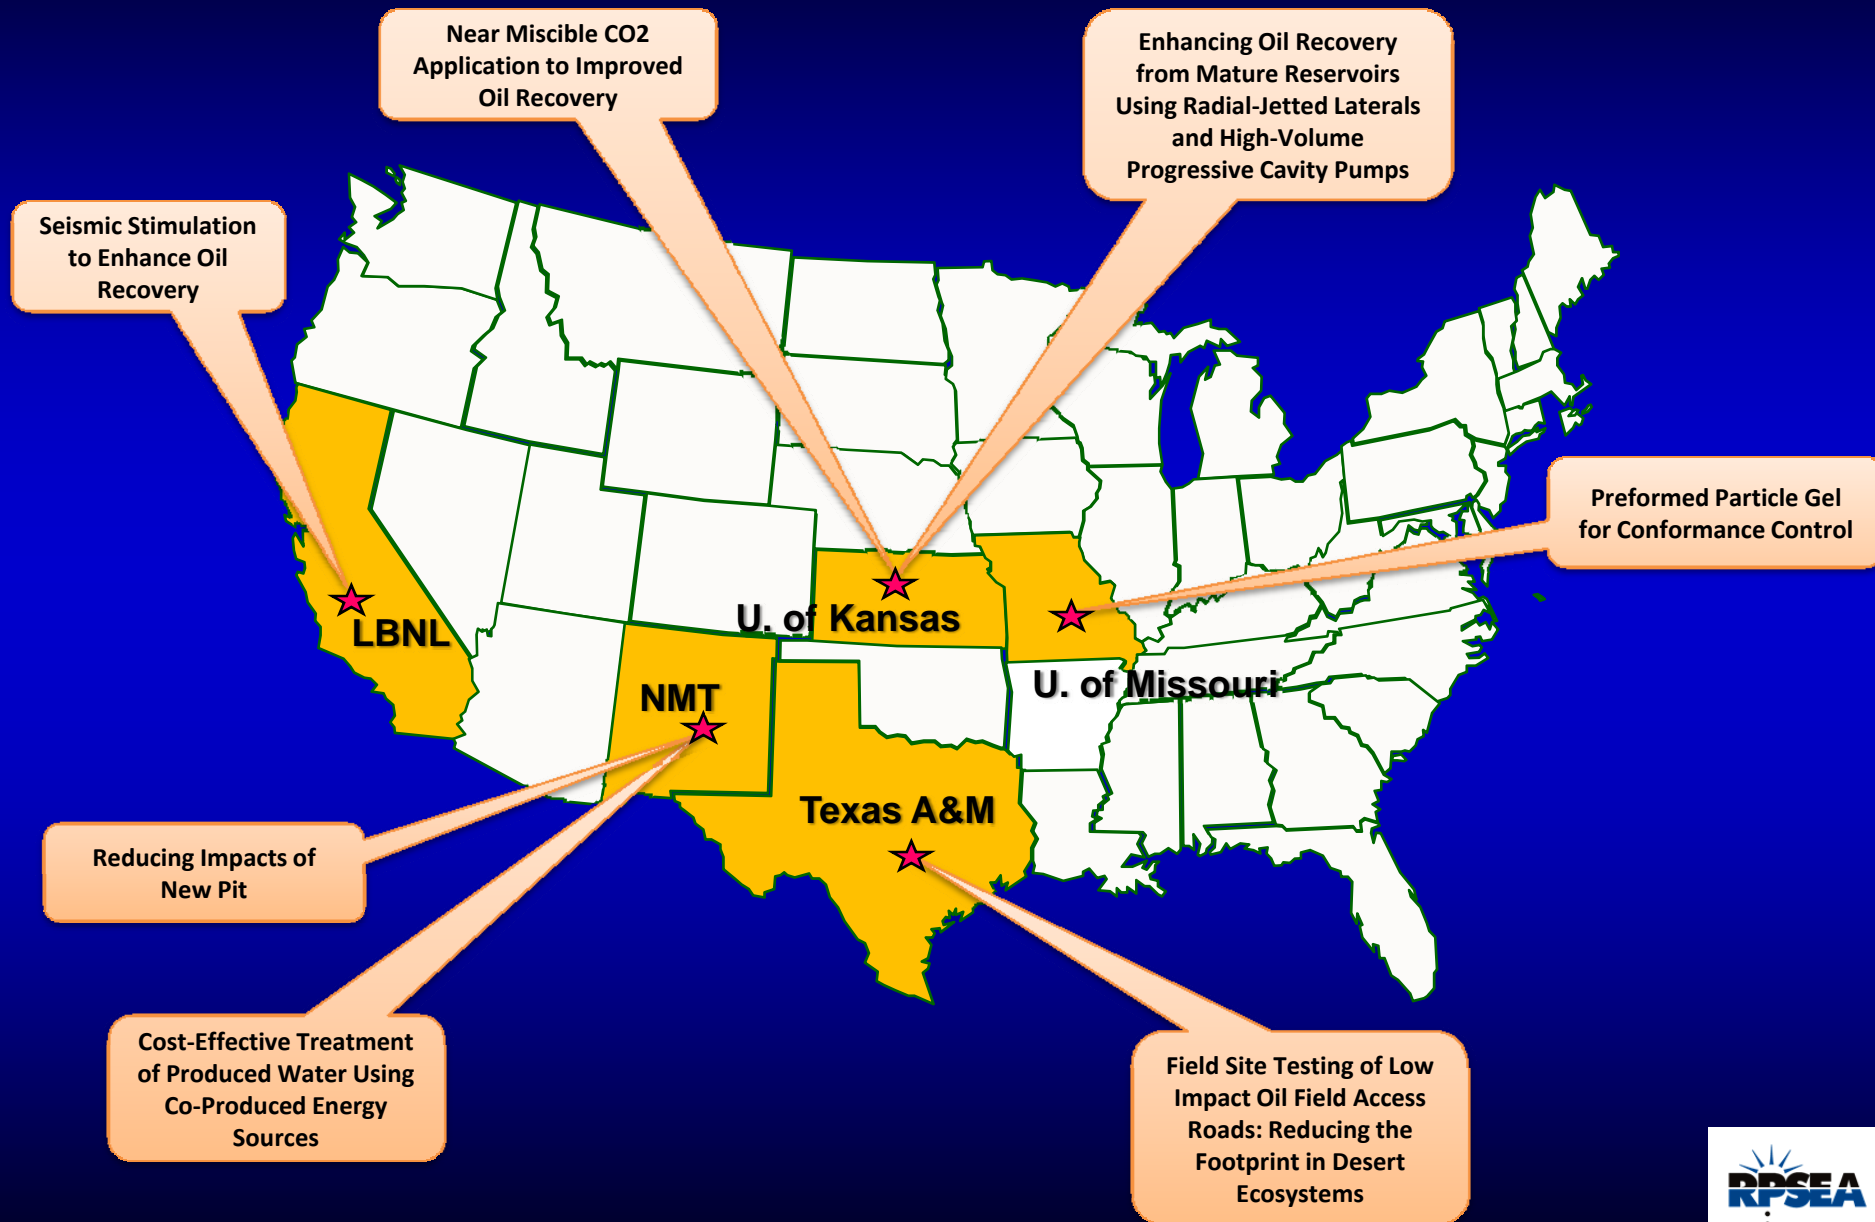 Near Miscible CO2
Application to Improved
Oil Recovery
Enhancing Oil Recovery
from Mature Reservoirs
Using Radial-Jetted Laterals
and High-Volume
Progressive Cavity Pumps
Seismic Stimulation
to Enhance Oil
Recovery
Preformed Particle Gel
for Conformance Control
LBNL
U. of Kansas
U. of Missouri
NMT
Texas A&M
Reducing Impacts of
New Pit
Cost-Effective Treatment
of Produced Water Using
Co-Produced Energy
Sources
Field Site Testing of Low
Impact Oil Field Access
Roads: Reducing the
Footprint in Desert
Ecosystems
RPSEA